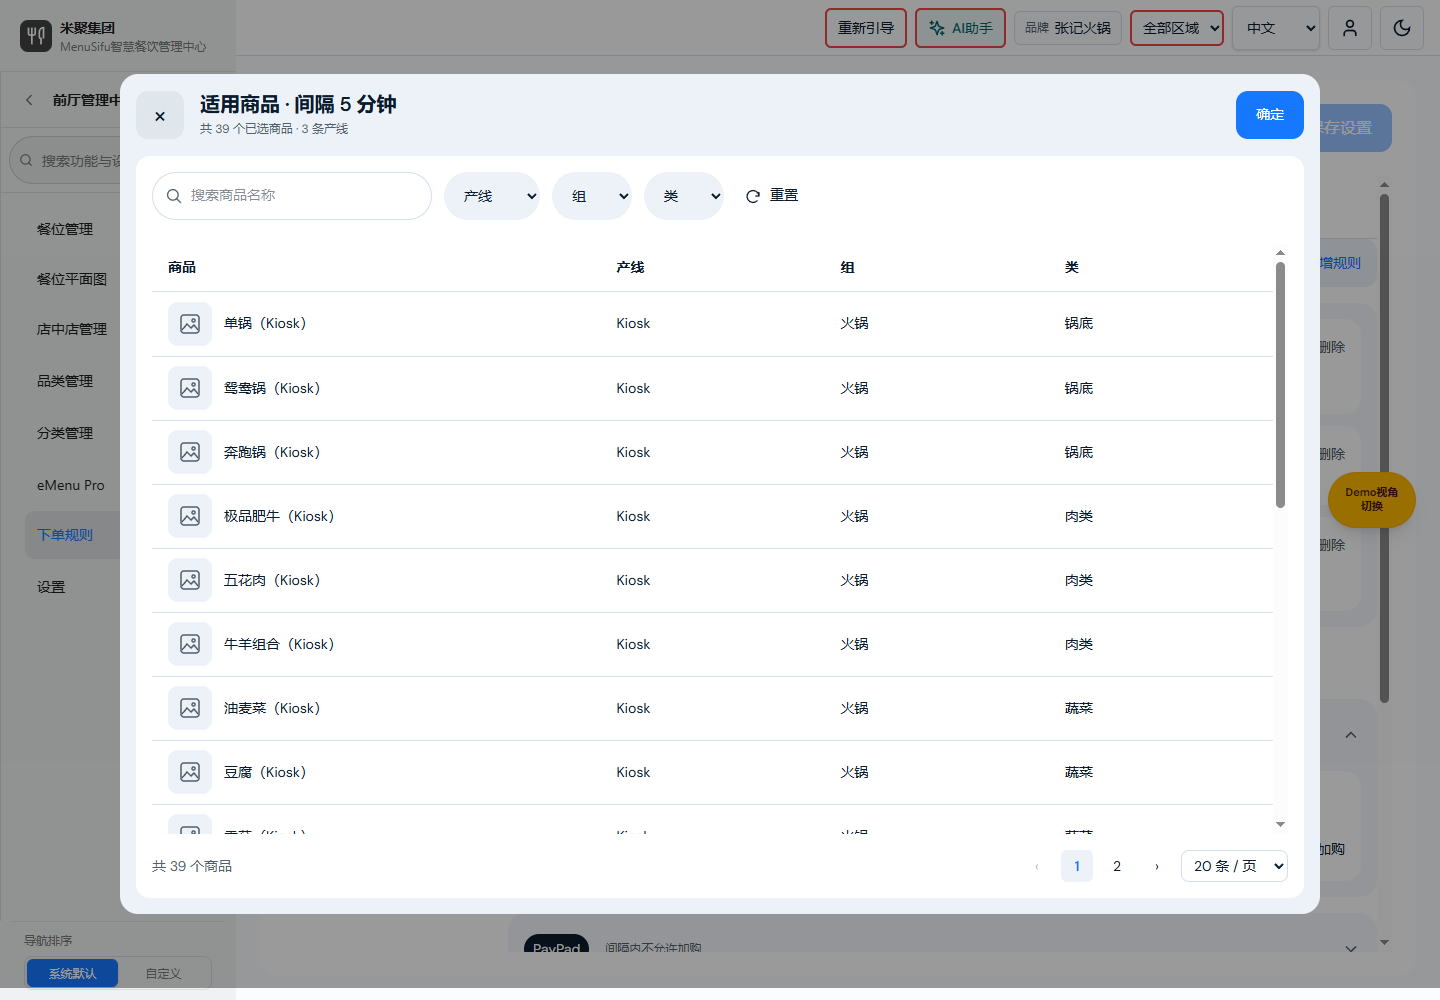 米聚集团
MenuSifu智慧餐饮管理中心
重新引导
AI助手
品牌 张记火锅
全部区域
中文
前厅管理中
搜索功能与设
餐位管理
餐位平面图
店中店管理
品类管理
分类管理
eMenu Pro
下单规则
设置
导航排序
系统默认
自定义
适用商品 · 间隔 5 分钟
共 39 个已选商品 · 3 条产线
确定
存设置
搜索商品名称
产线
组
类
重置
增规则
商品 产线 组 类
单锅（Kiosk） Kiosk 火锅 锅底
鸳鸯锅（Kiosk） Kiosk 火锅 锅底
奔跑锅（Kiosk） Kiosk 火锅 锅底
极品肥牛（Kiosk） Kiosk 火锅 肉类
五花肉（Kiosk） Kiosk 火锅 肉类
牛羊组合（Kiosk） Kiosk 火锅 肉类
油麦菜（Kiosk） Kiosk 火锅 蔬菜
豆腐（Kiosk） Kiosk 火锅 蔬菜
共 39 个商品
‹ 1 2 ›
20 条 / 页
删除
删除
Demo视角
切换
删除
加购
PayPad
间隔内不允许加购